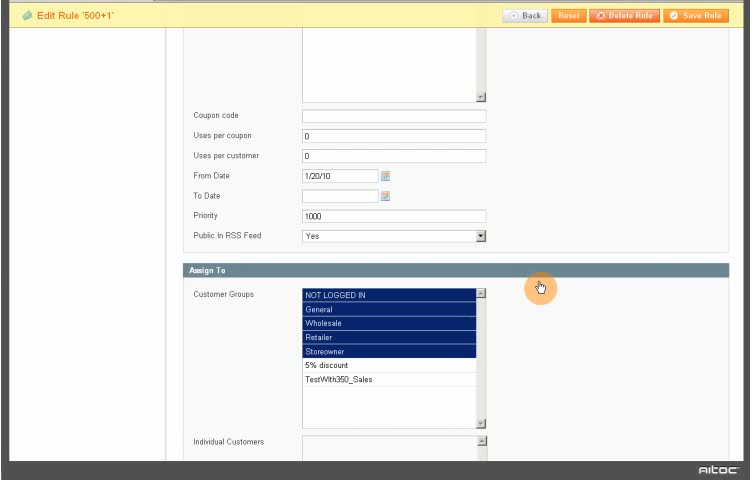 Edit Rule '500+1'
Back Reset Delete Rule Save Rule
Coupon code
Uses per coupon 0
Uses per customer 0
From Date 1/20/10
To Date
Priority 1000
Public In RSS Feed Yes
Assign To
Customer Groups NOT LOGGED IN
General
Wholesale
Retailer
Storeowner
5% discount
TestWith350_Sales
Individual Customers
AITOC